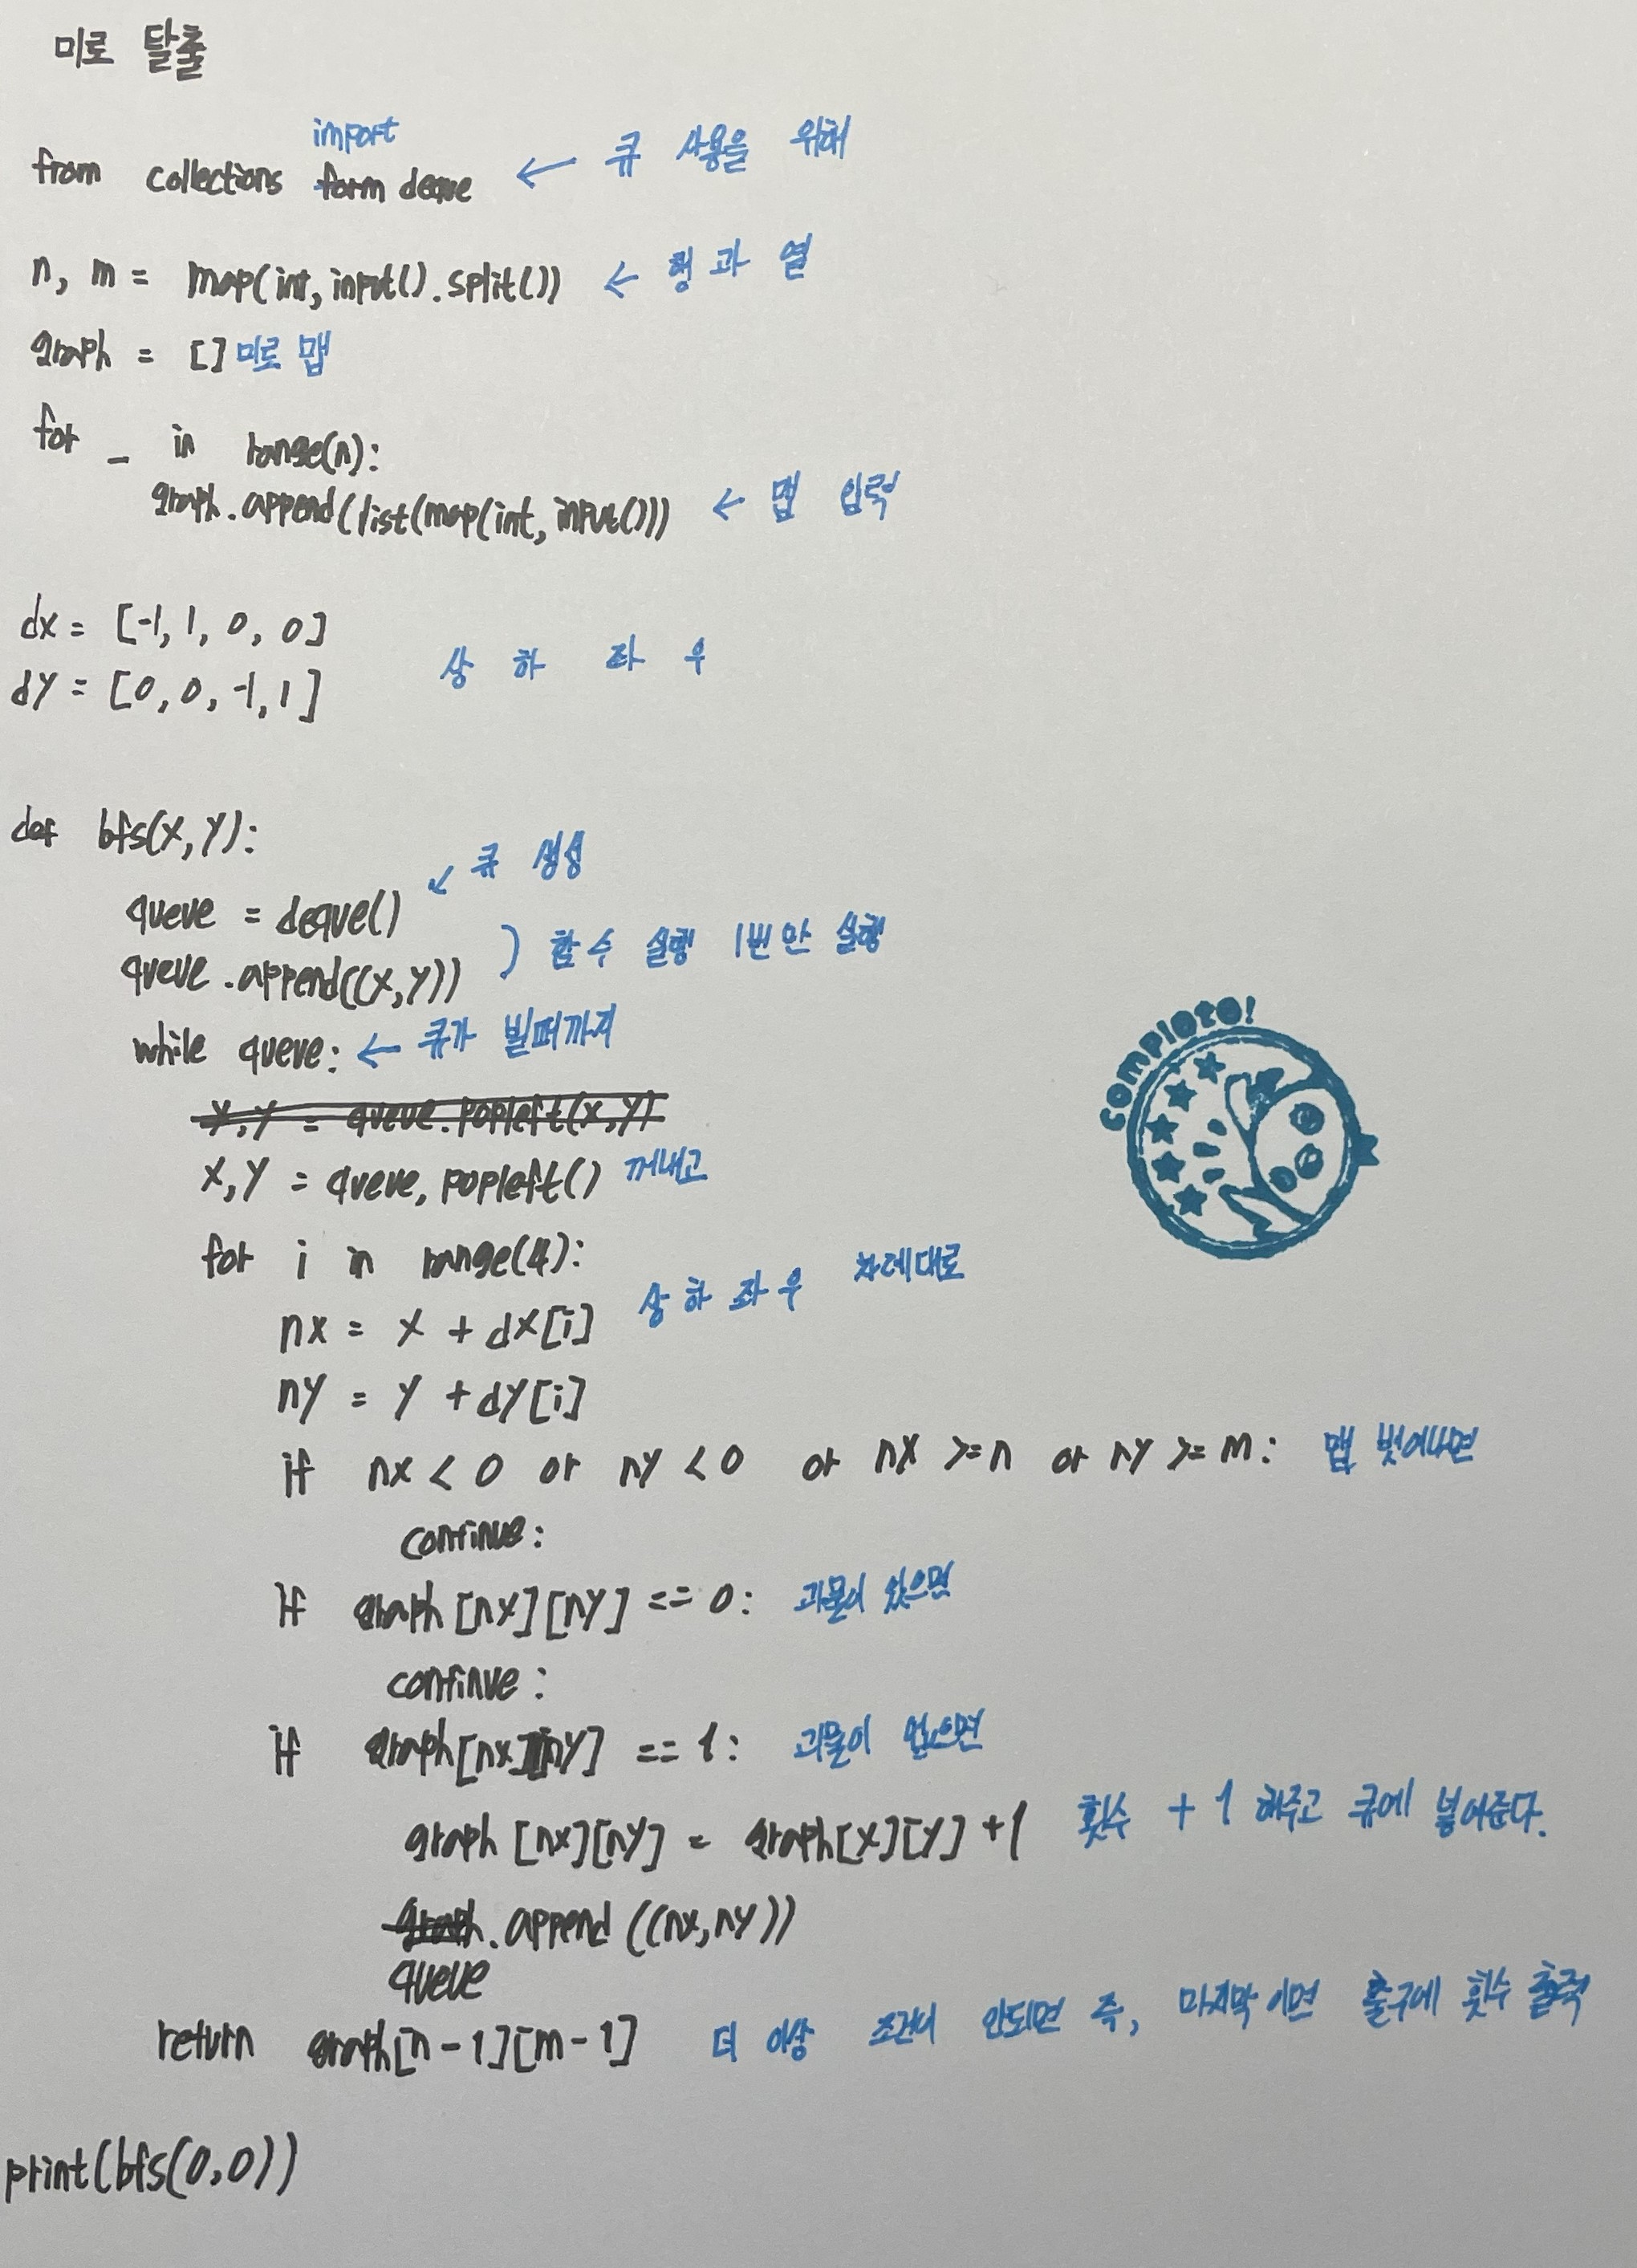 미로 탈출
import
from collections form deque ← 큐 사용을 위해
n, m = map(int, input().split()) ← 행과 열
graph = [] 미로 맵
for _ in range(n):
graph.append(list(map(int, input())) ← 맵 입력
dx = [-1, 1, 0, 0]
상 하 좌 우
dy = [0, 0, -1, 1]
def bfs(x, y):
↙ 큐 생성
queue = deque()
) 함수 실행 1번만 실행
queue.append((x, y))
while queue: ← 큐가 빌때까지
x, y = queue.popleft(x, y)
x, y = queue, popleft() 꺼내고
for i in range(4):
상 하 좌 우 차례대로
nx = x + dx[i]
ny = y + dy[i]
if nx < 0 or ny < 0 or nx >= n or ny >= m: 맵 벗어나면
continue:
if graph[nx][ny] == 0: 괴물이 있으면
continue:
if graph[nx][ny] == 1: 괴물이 없으면
graph[nx][ny] = graph[x][y] + 1 횟수 + 1 해주고 큐에 넣어준다.
graph.append((nx, ny))
queue
return graph[n-1][m-1] 더 이상 조건이 안되면 즉, 마지막이면 출구에 횟수 출력
print(bfs(0, 0))
complete!